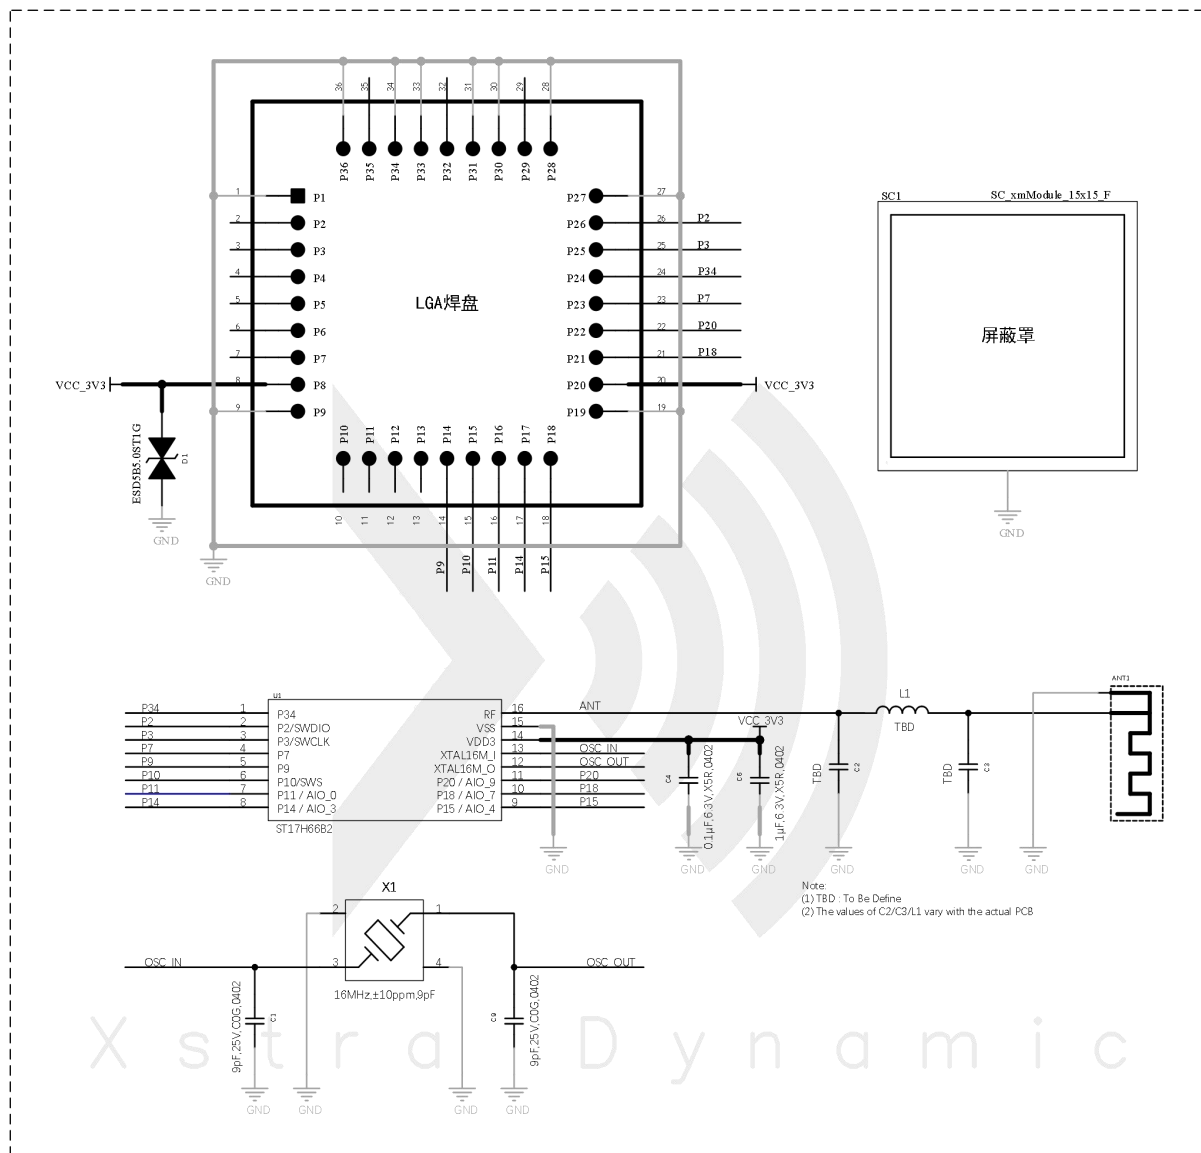 36 35 34 33 32 31 30 29 28
P36 P35 P34 P33 P32 P31 P30 P29 P28
1 P1 P27 27
2 P2 P26 26 P2
3 P3 P25 25 P3
4 P4 P24 24 P34
5 P5 P23 23 P7
6 P6 P22 22 P20
7 P7 P21 21 P18
VCC_3V3 8 P8 P20 20 VCC_3V3
9 P9 P19 19
LGA焊盘
P10 P11 P12 P13 P14 P15 P16 P17 P18
10 11 12 13 14 15 16 17 18
P9 P10 P11 P14 P15
ESD5B5.0ST1G
D1
GND
GND
SC1 SC_xmModule_15x15_F
屏蔽罩
GND
U1
P34 1 P34 RF 16 ANT
P2 2 P2/SWDIO VSS 15
P3 3 P3/SWCLK VDD3 14
P7 4 P7 XTAL16M_I 13 OSC_IN
P9 5 P9 XTAL16M_O 12 OSC_OUT
P10 6 P10/SWS P20 / AIO_9 11 P20
P11 7 P11 / AIO_0 P18 / AIO_7 10 P18
P14 8 P14 / AIO_3 P15 / AIO_4 9 P15
ST17H66B2
VCC_3V3
C4
0.1μF,6.3V,X5R,0402
C6
1μF,6.3V,X5R,0402
L1
TBD
TBD
C2
TBD
C3
ANT1
GND GND GND GND GND GND
Note:
(1) TBD : To Be Define
(2) The values of C2/C3/L1 vary with the actual PCB
X1
2 1
OSC_IN 3 4 OSC_OUT
16MHz,±10ppm,9pF
9pF,25V,C0G,0402
C1
9pF,25V,C0G,0402
C9
GND GND GND GND
Xstra Dynamic